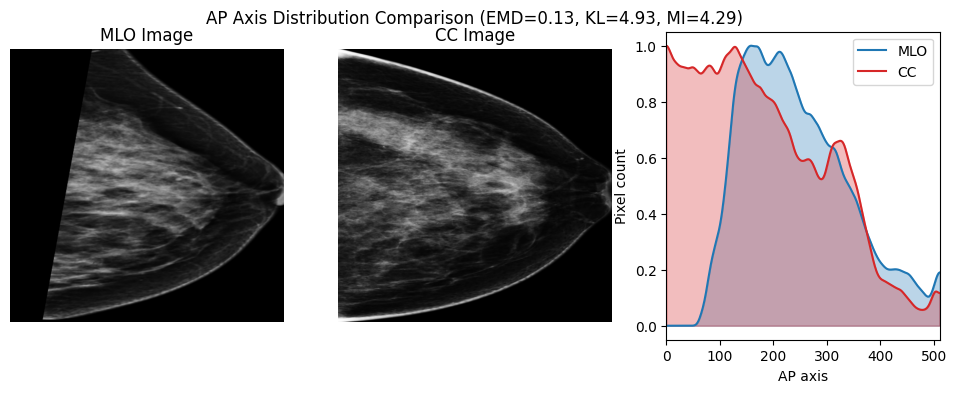 AP Axis Distribution Comparison (EMD=0.13, KL=4.93, MI=4.29)
MLO Image
CC Image
MLO
CC
Pixel count
1.0
0.8
0.6
0.4
0.2
0.0
0 100 200 300 400 500
AP axis